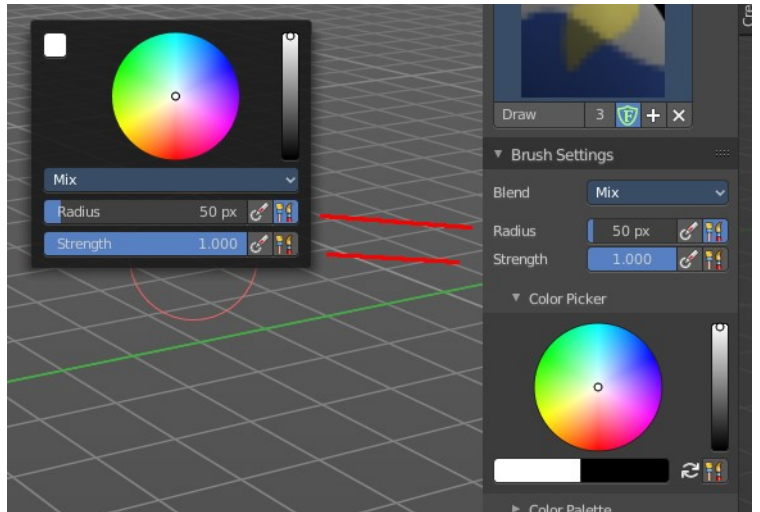 Mix
Radius 50 px
Strength 1.000
Cre
Draw 3 F
Brush Settings
Blend Mix
Radius 50 px
Strength 1.000
Color Picker
Color Palette